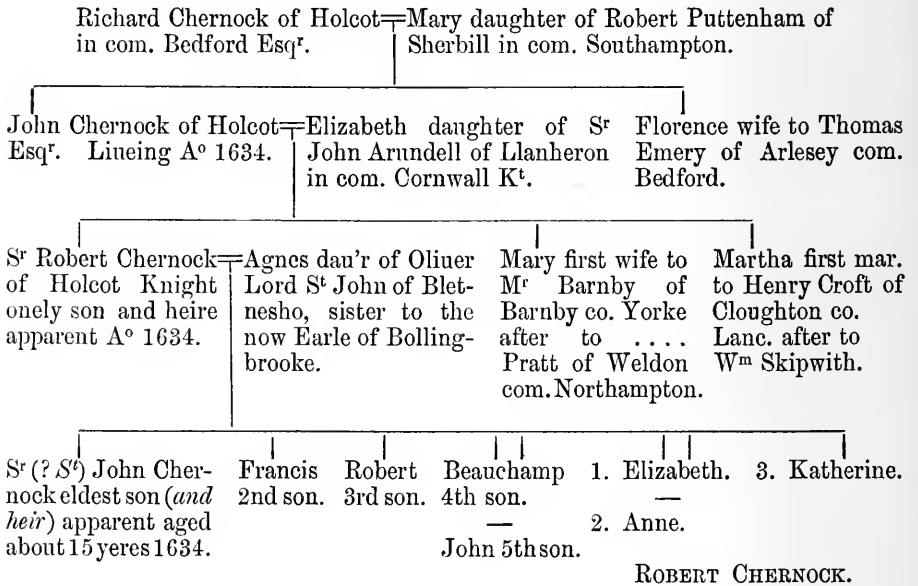 Richard Chernock of Holcot=Mary daughter of Robert Puttenham of
in com. Bedford Esqr. Sherbill in com. Southampton.
John Chernock of Holcot=Elizabeth daughter of Sr Florence wife to Thomas
Esqr. Liueing Ao 1634. John Arundell of Llanheron Emery of Arlesey com.
in com. Cornwall Kt. Bedford.
Sr Robert Chernock=Agnes dau'r of Oliuer Mary first wife to Martha first mar.
of Holcot Knight Lord St John of Blet- Mr Barnby of to Henry Croft of
onely son and heire nesho, sister to the Barnby co. Yorke Cloughton co.
apparent Ao 1634. now Earle of Bolling- after to .... Lanc. after to
brooke. Pratt of Weldon Wm Skipwith.
com. Northampton.
Sr (? St) John Cher- Francis Robert Beauchamp 1. Elizabeth. 3. Katherine.
nock eldest son (and 2nd son. 3rd son. 4th son. —
heir) apparent aged — 2. Anne.
about 15 yeres 1634. John 5th son.
ROBERT CHERNOCK.